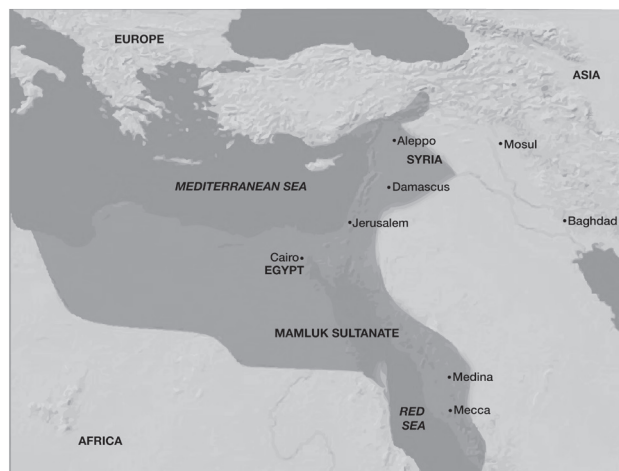 EUROPE
ASIA
Aleppo
Mosul
SYRIA
MEDITERRANEAN SEA
Damascus
Jerusalem
Baghdad
Cairo
EGYPT
MAMLUK SULTANATE
Medina
RED
SEA
Mecca
AFRICA